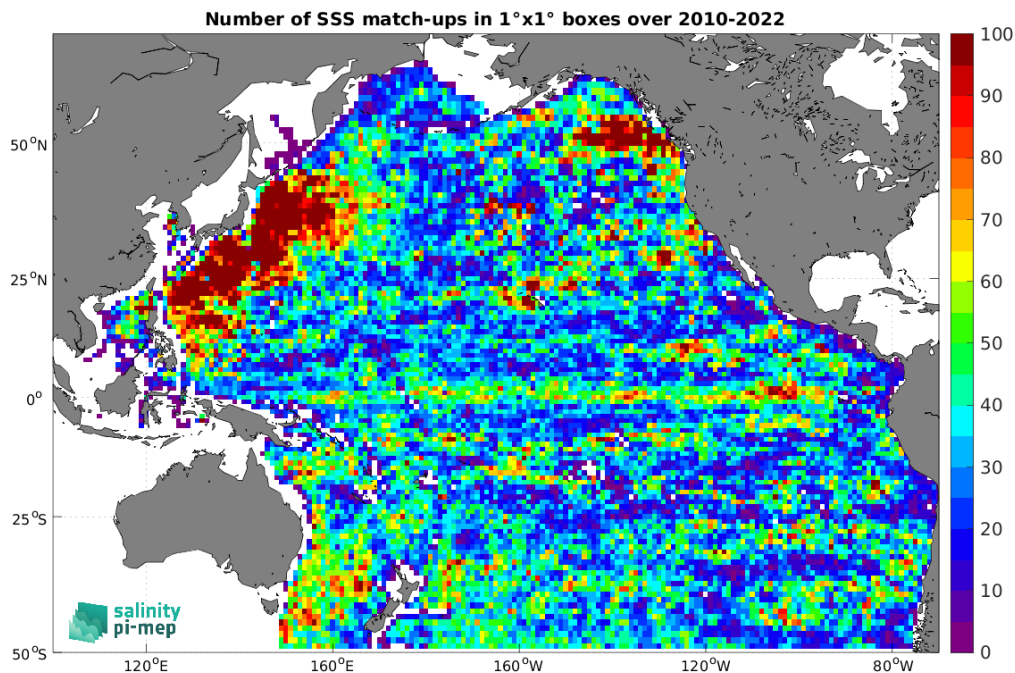 Number of SSS match-ups in 1°x1° boxes over 2010-2022
100
90
80
70
60
50
40
30
20
10
0
50°N
25°N
0°
25°S
50°S
120°E
160°E
160°W
120°W
80°W
salinity
pi-mep